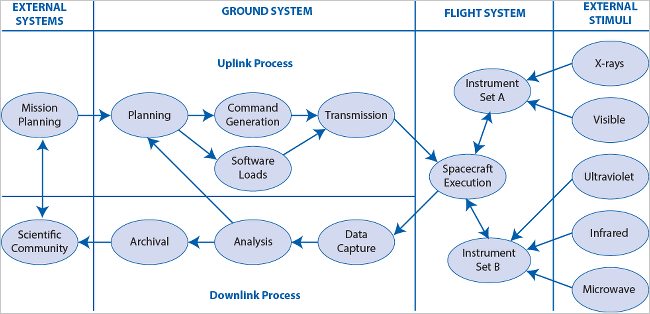 EXTERNAL
SYSTEMS
GROUND SYSTEM
FLIGHT SYSTEM
EXTERNAL
STIMULI
Uplink Process
Mission
Planning
Planning
Command
Generation
Transmission
Software
Loads
Instrument
Set A
X-rays
Visible
Spacecraft
Execution
Ultraviolet
Scientific
Community
Archival
Analysis
Data
Capture
Instrument
Set B
Infrared
Microwave
Downlink Process